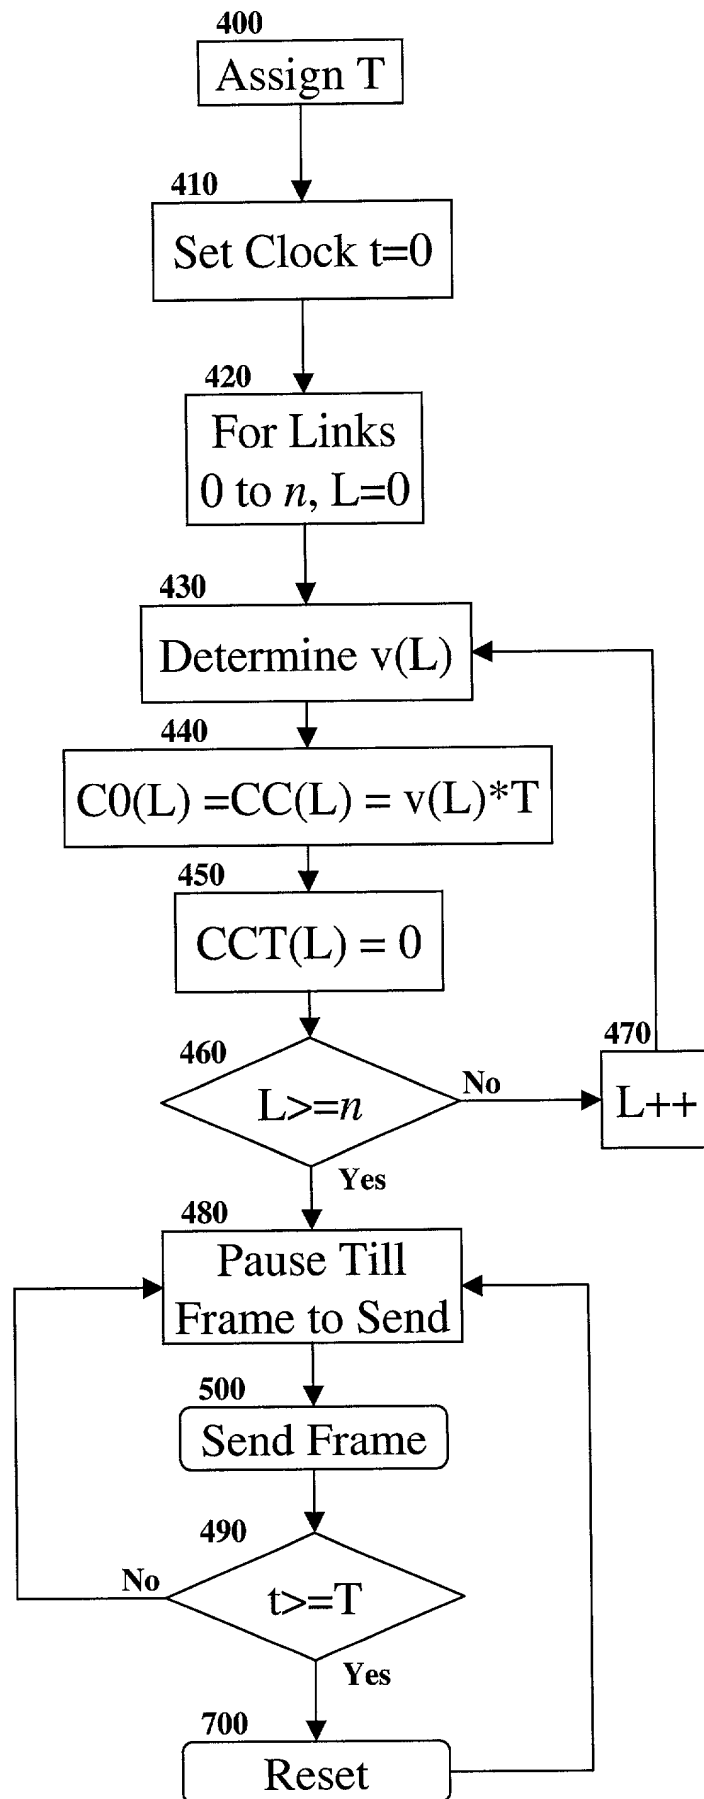 400
Assign T
410
Set Clock t=0
420
For Links
0 to n, L=0
430
Determine v(L)
440
C0(L) =CC(L) = v(L)*T
450
CCT(L) = 0
460
L>=n
No
470
L++
Yes
480
Pause Till
Frame to Send
500
Send Frame
490
t>=T
No
Yes
700
Reset